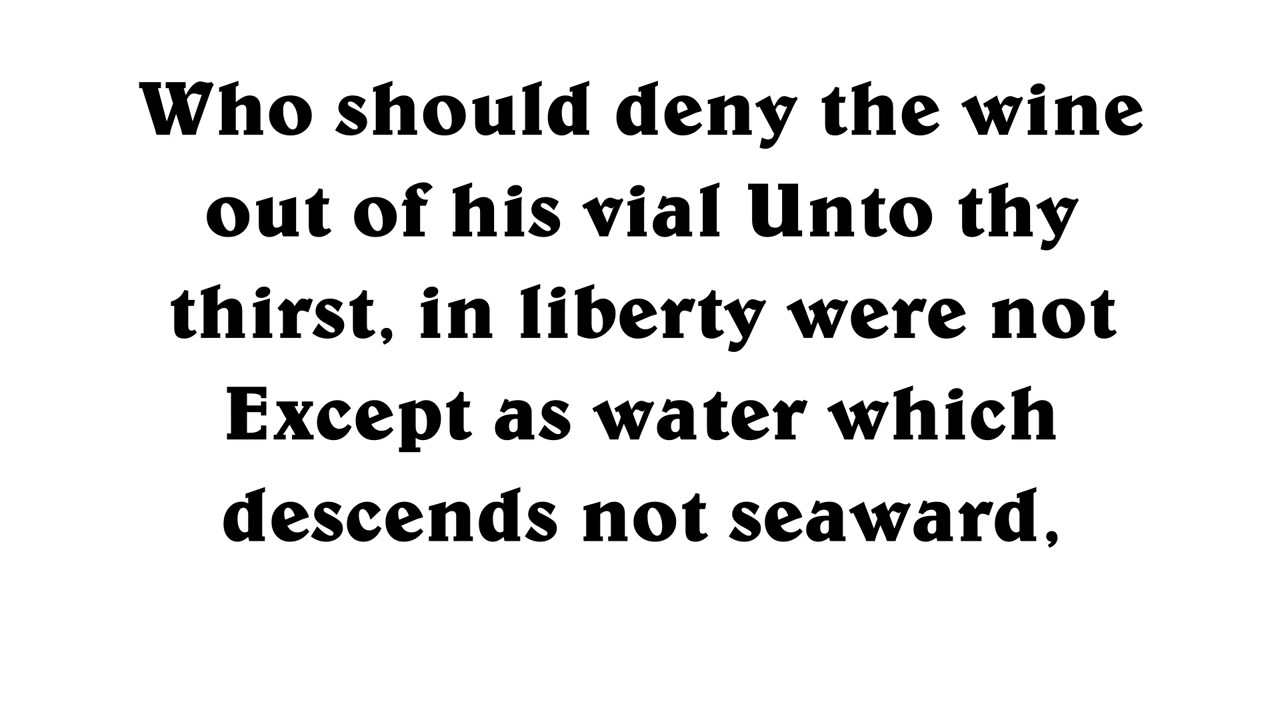 Who should deny the wine
out of his vial Unto thy
thirst, in liberty were not
Except as water which
descends not seaward,